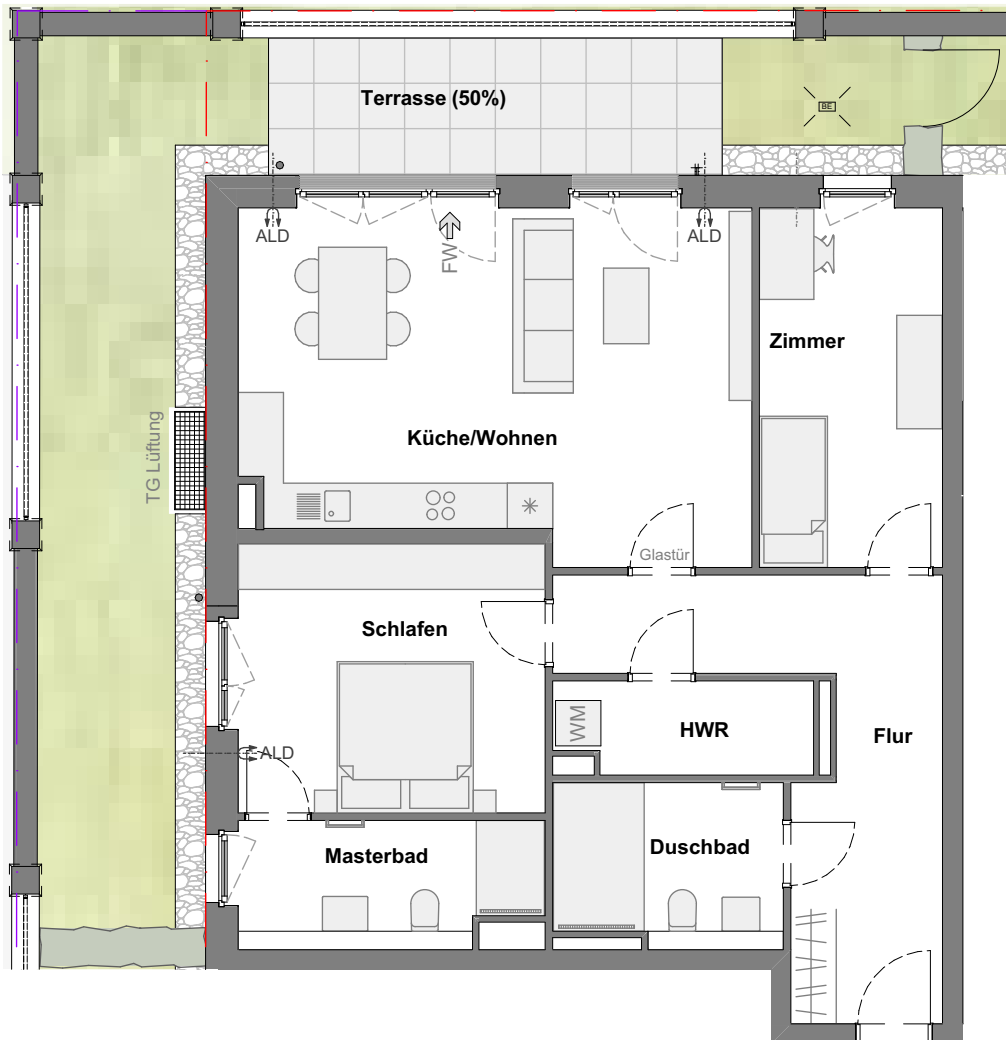 Terrasse (50%)
BE
ALD
FW
ALD
Zimmer
TG Lüftung
Küche/Wohnen
Glastür
Schlafen
WM
HWR
Flur
ALD
Masterbad
Duschbad